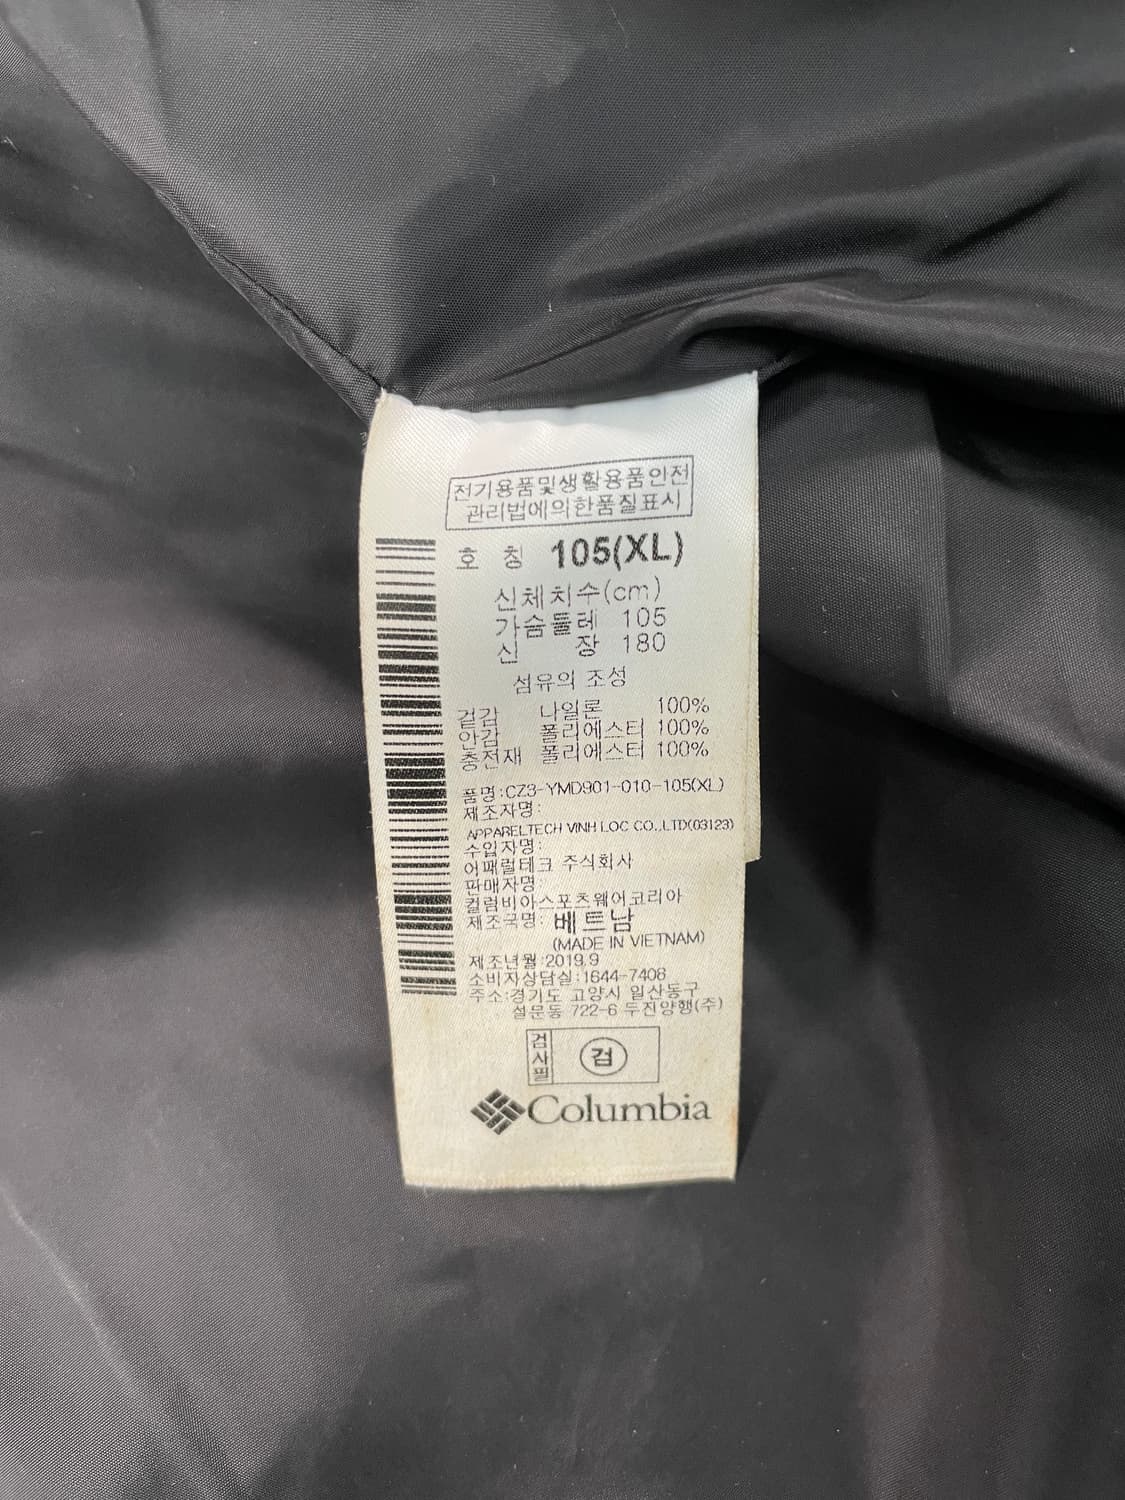 전기용품및생활용품안전
관리법에의한품질표시
호 칭 105(XL)
신체치수(cm)
가슴둘레 105
신 장 180
섬유의 조성
겉감 나일론 100%
안감 폴리에스터 100%
충전재 폴리에스터 100%
품명:CZ3-YMD901-010-105(XL)
제조자명:
APPARELTECH VINH LOC CO.,LTD(03123)
수입자명:
어패럴테크 주식회사
판매자명:
컬럼비아스포츠웨어코리아
제조국명: 베트남
(MADE IN VIETNAM)
제조년월:2019.9
소비자상담실:1644-7408
주소:경기도 고양시 일산동구
설문동 722-6 두진양행(주)
검사필 검
Columbia